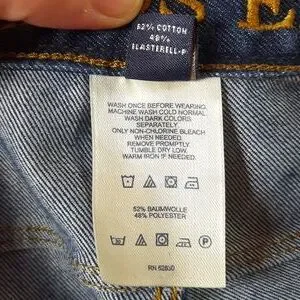 S E
52% COTTON
48%
ELASTERELL-P
WASH ONCE BEFORE WEARING.
MACHINE WASH COLD NORMAL
WASH DARK COLORS
SEPARATELY.
ONLY NON-CHLORINE BLEACH
WHEN NEEDED.
REMOVE PROMPTLY.
TUMBLE DRY LOW.
WARM IRON IF NEEDED.
52% BAUMWOLLE
48% POLYESTER
P